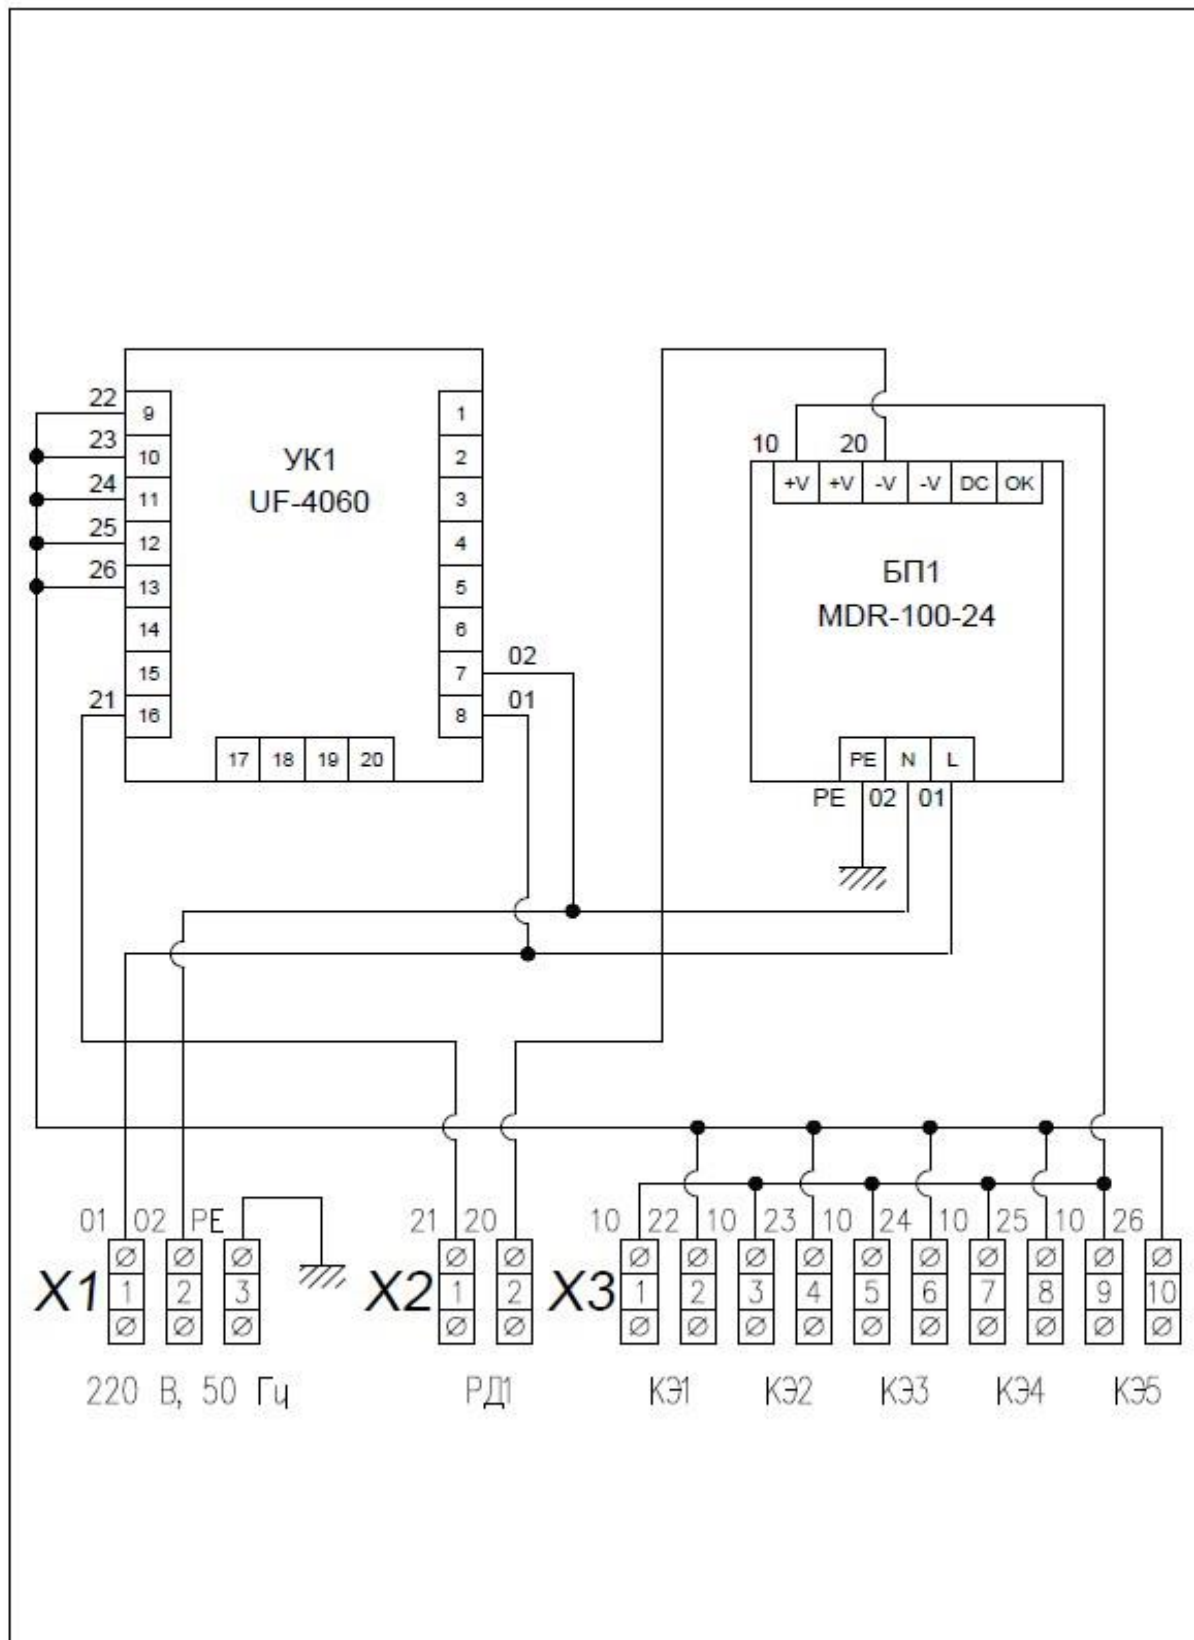 22 9 1
23 10 УК1 2 10 20
24 11 UF-4060 3 +V +V -V -V DC OK
25 12 4
26 13 5 БП1
14 6 MDR-100-24
15 7 02
21 16 8 01
17 18 19 20 PE N L
PE 02 01
01 02 PE 21 20 10 22 10 23 10 24 10 25 10 26
X1 1 2 3 X2 1 2 X3 1 2 3 4 5 6 7 8 9 10
220 В, 50 Гц РД1 КЭ1 КЭ2 КЭ3 КЭ4 КЭ5